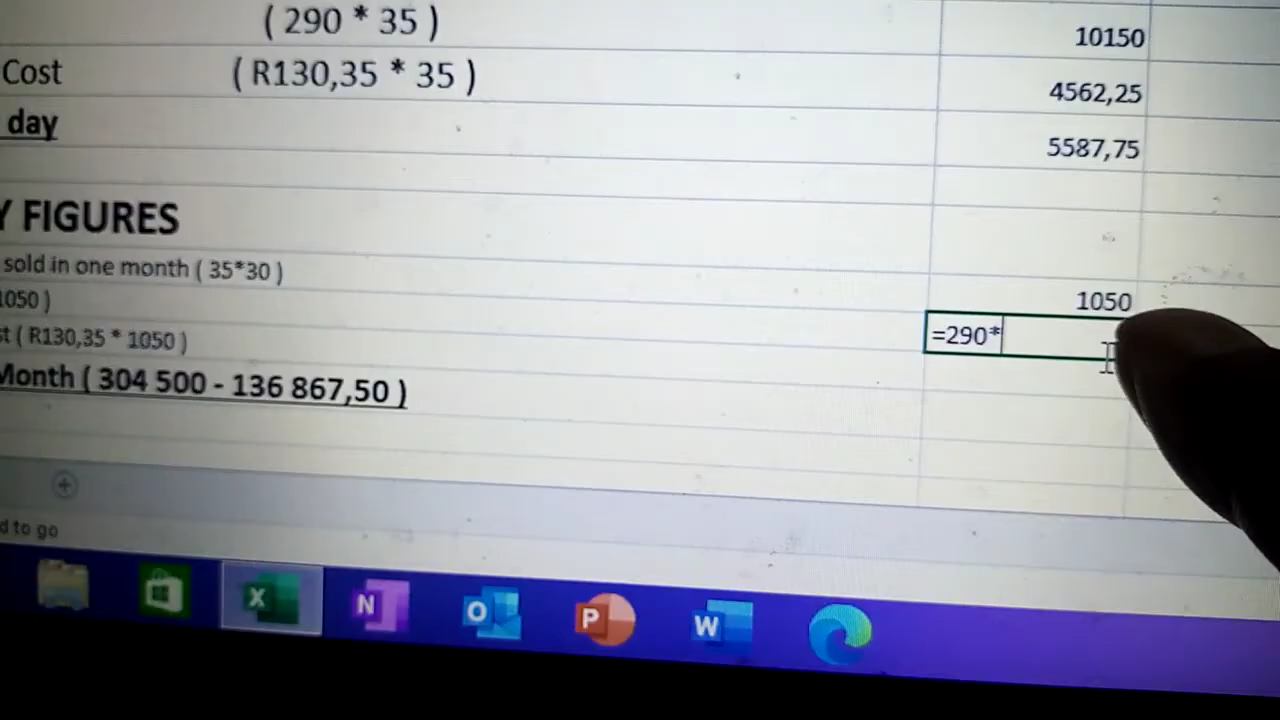 ( 290 * 35 ) 10150
Cost ( R130,35 * 35 ) 4562,25
day 5587,75
Y FIGURES
sold in one month ( 35*30 ) 1050
1050 ) =290*
st ( R130,35 * 1050 )
Month ( 304 500 - 136 867,50 )
d to go
X N O P W